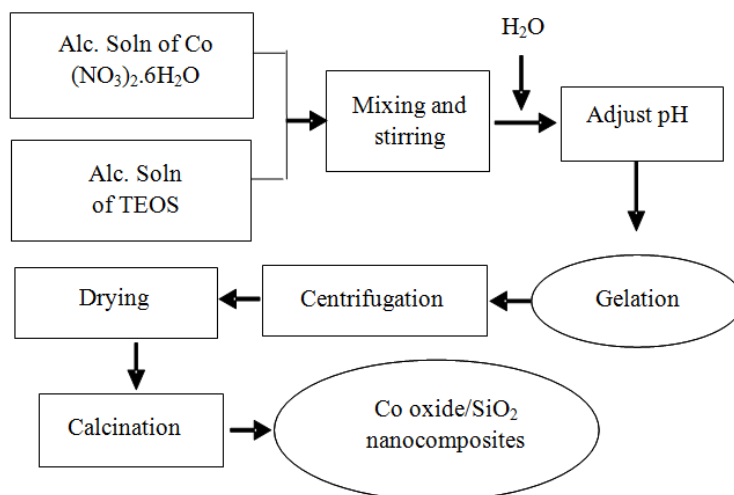 Alc. Soln of Co
(NO₃)₂.6H₂O
Alc. Soln
of TEOS
Mixing and
stirring
H₂O
Adjust pH
Gelation
Centrifugation
Drying
Calcination
Co oxide/SiO₂
nanocomposites